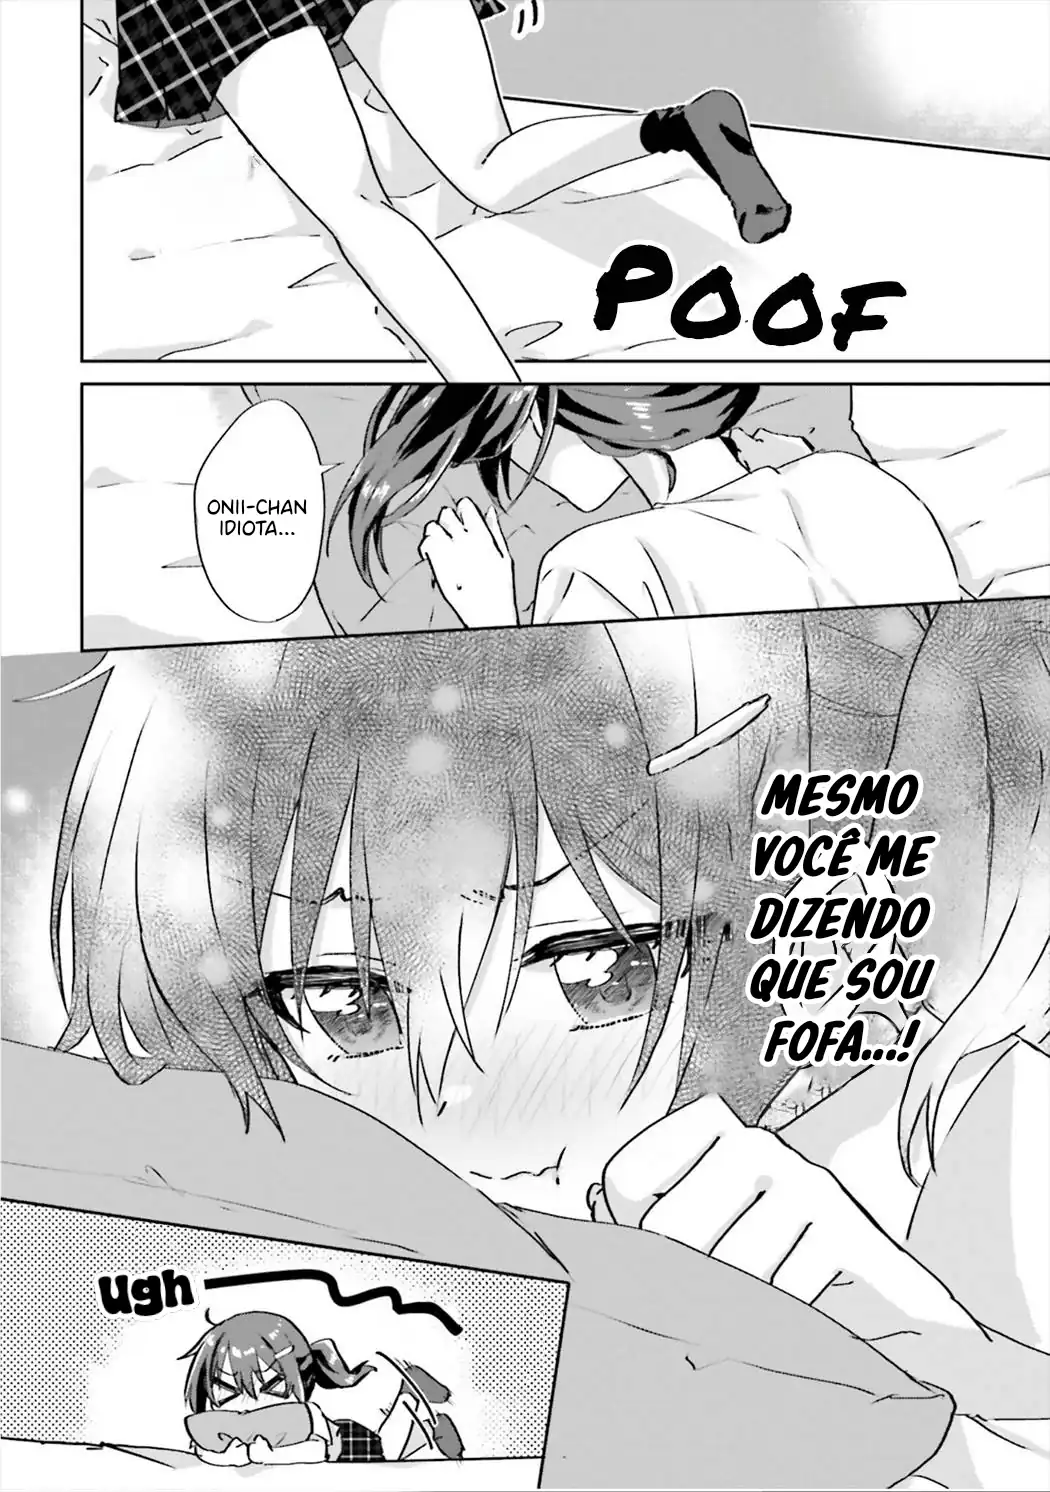 POOF
ONII-CHAN
IDIOTA...
MESMO
VOCÊ ME
DIZENDO
QUE SOU
FOFA...!
ugh